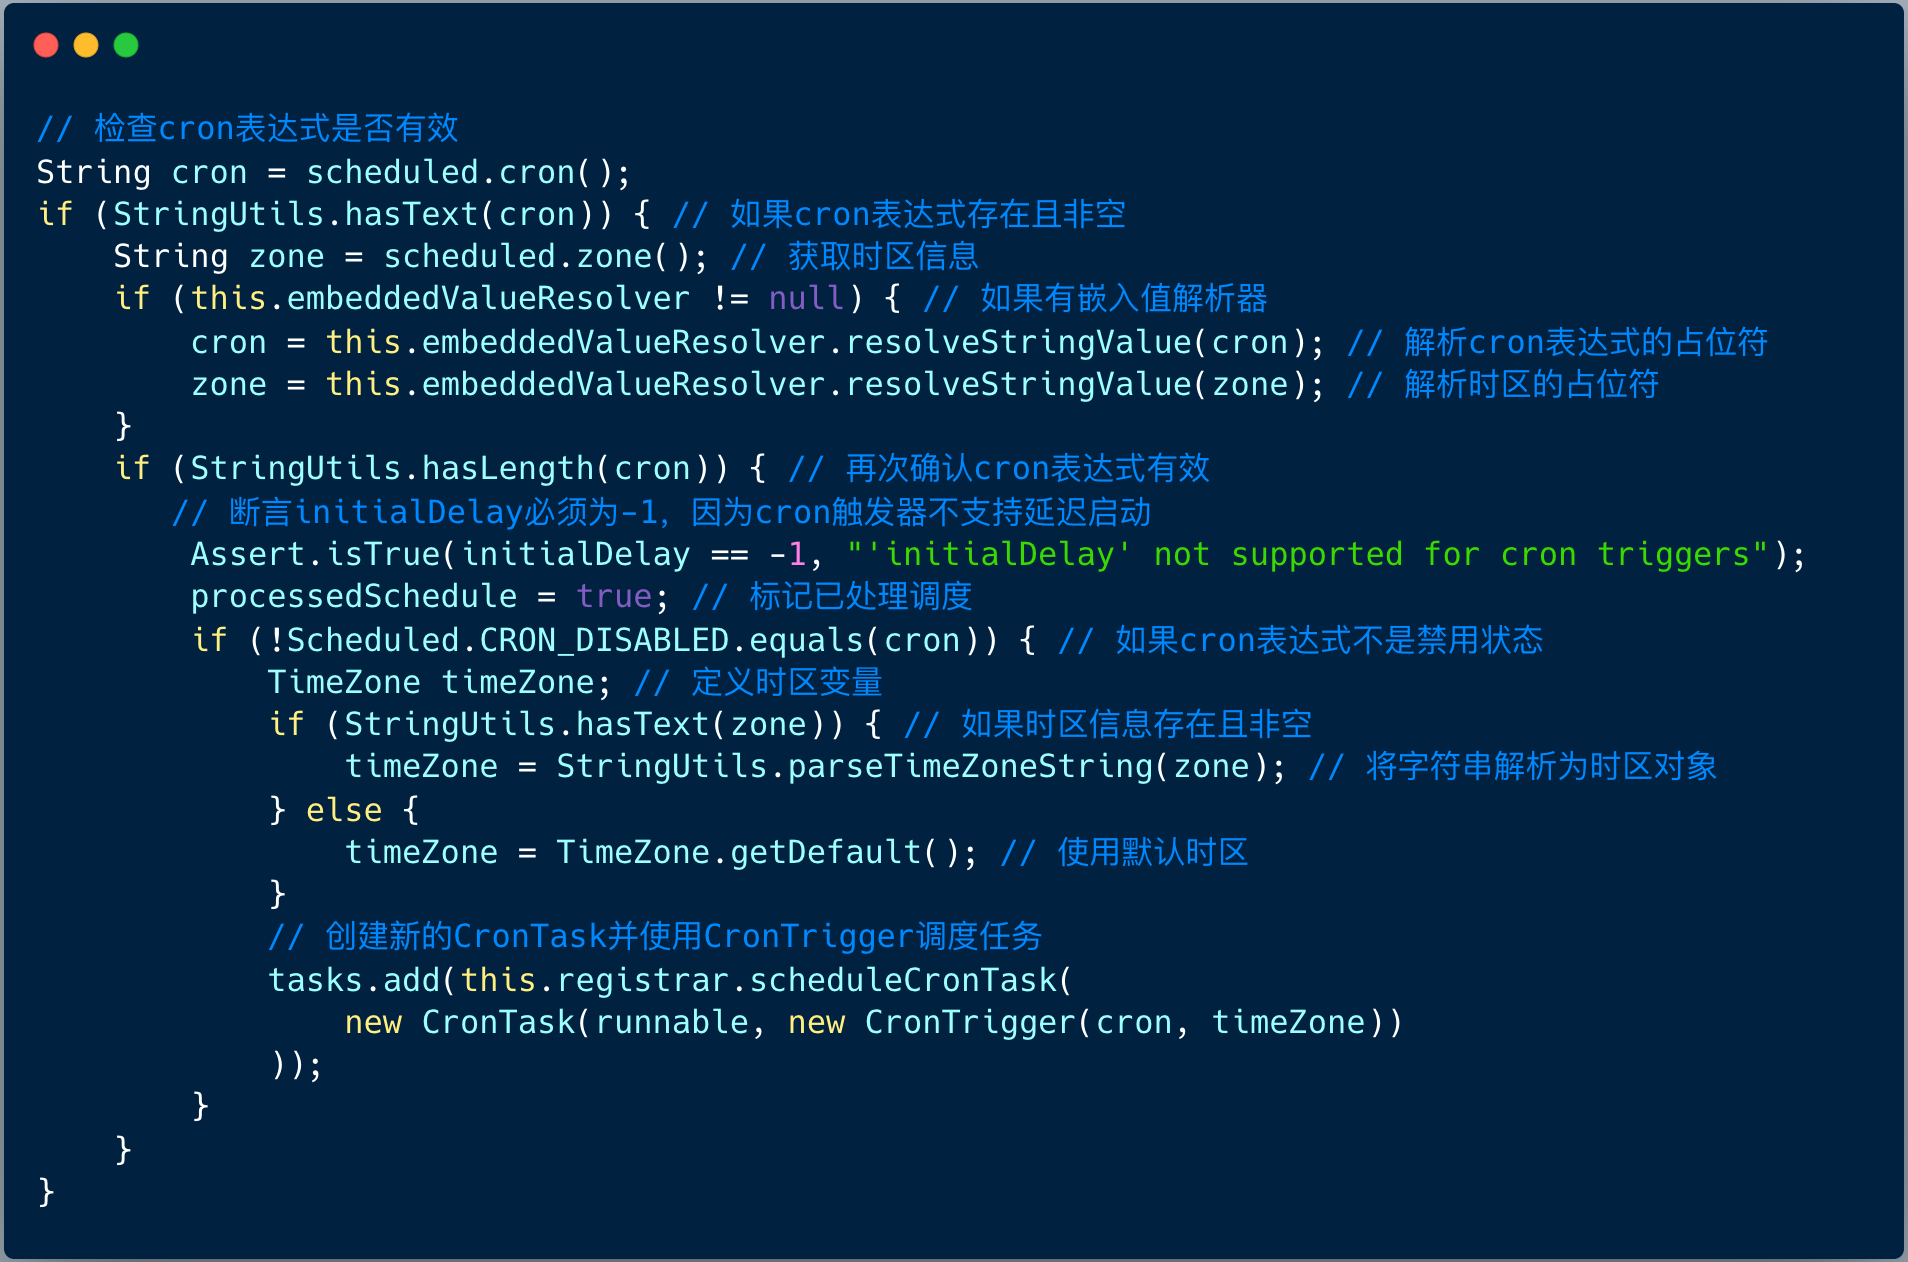 // 检查cron表达式是否有效
String cron = scheduled.cron();
if (StringUtils.hasText(cron)) { // 如果cron表达式存在且非空
    String zone = scheduled.zone(); // 获取时区信息
    if (this.embeddedValueResolver != null) { // 如果有嵌入值解析器
        cron = this.embeddedValueResolver.resolveStringValue(cron); // 解析cron表达式的占位符
        zone = this.embeddedValueResolver.resolveStringValue(zone); // 解析时区的占位符
    }
    if (StringUtils.hasLength(cron)) { // 再次确认cron表达式有效
       // 断言initialDelay必须为-1，因为cron触发器不支持延迟启动
        Assert.isTrue(initialDelay == -1, "'initialDelay' not supported for cron triggers");
        processedSchedule = true; // 标记已处理调度
        if (!Scheduled.CRON_DISABLED.equals(cron)) { // 如果cron表达式不是禁用状态
            TimeZone timeZone; // 定义时区变量
            if (StringUtils.hasText(zone)) { // 如果时区信息存在且非空
                timeZone = StringUtils.parseTimeZoneString(zone); // 将字符串解析为时区对象
            } else {
                timeZone = TimeZone.getDefault(); // 使用默认时区
            }
            // 创建新的CronTask并使用CronTrigger调度任务
            tasks.add(this.registrar.scheduleCronTask(
                new CronTask(runnable, new CronTrigger(cron, timeZone))
            ));
        }
    }
}